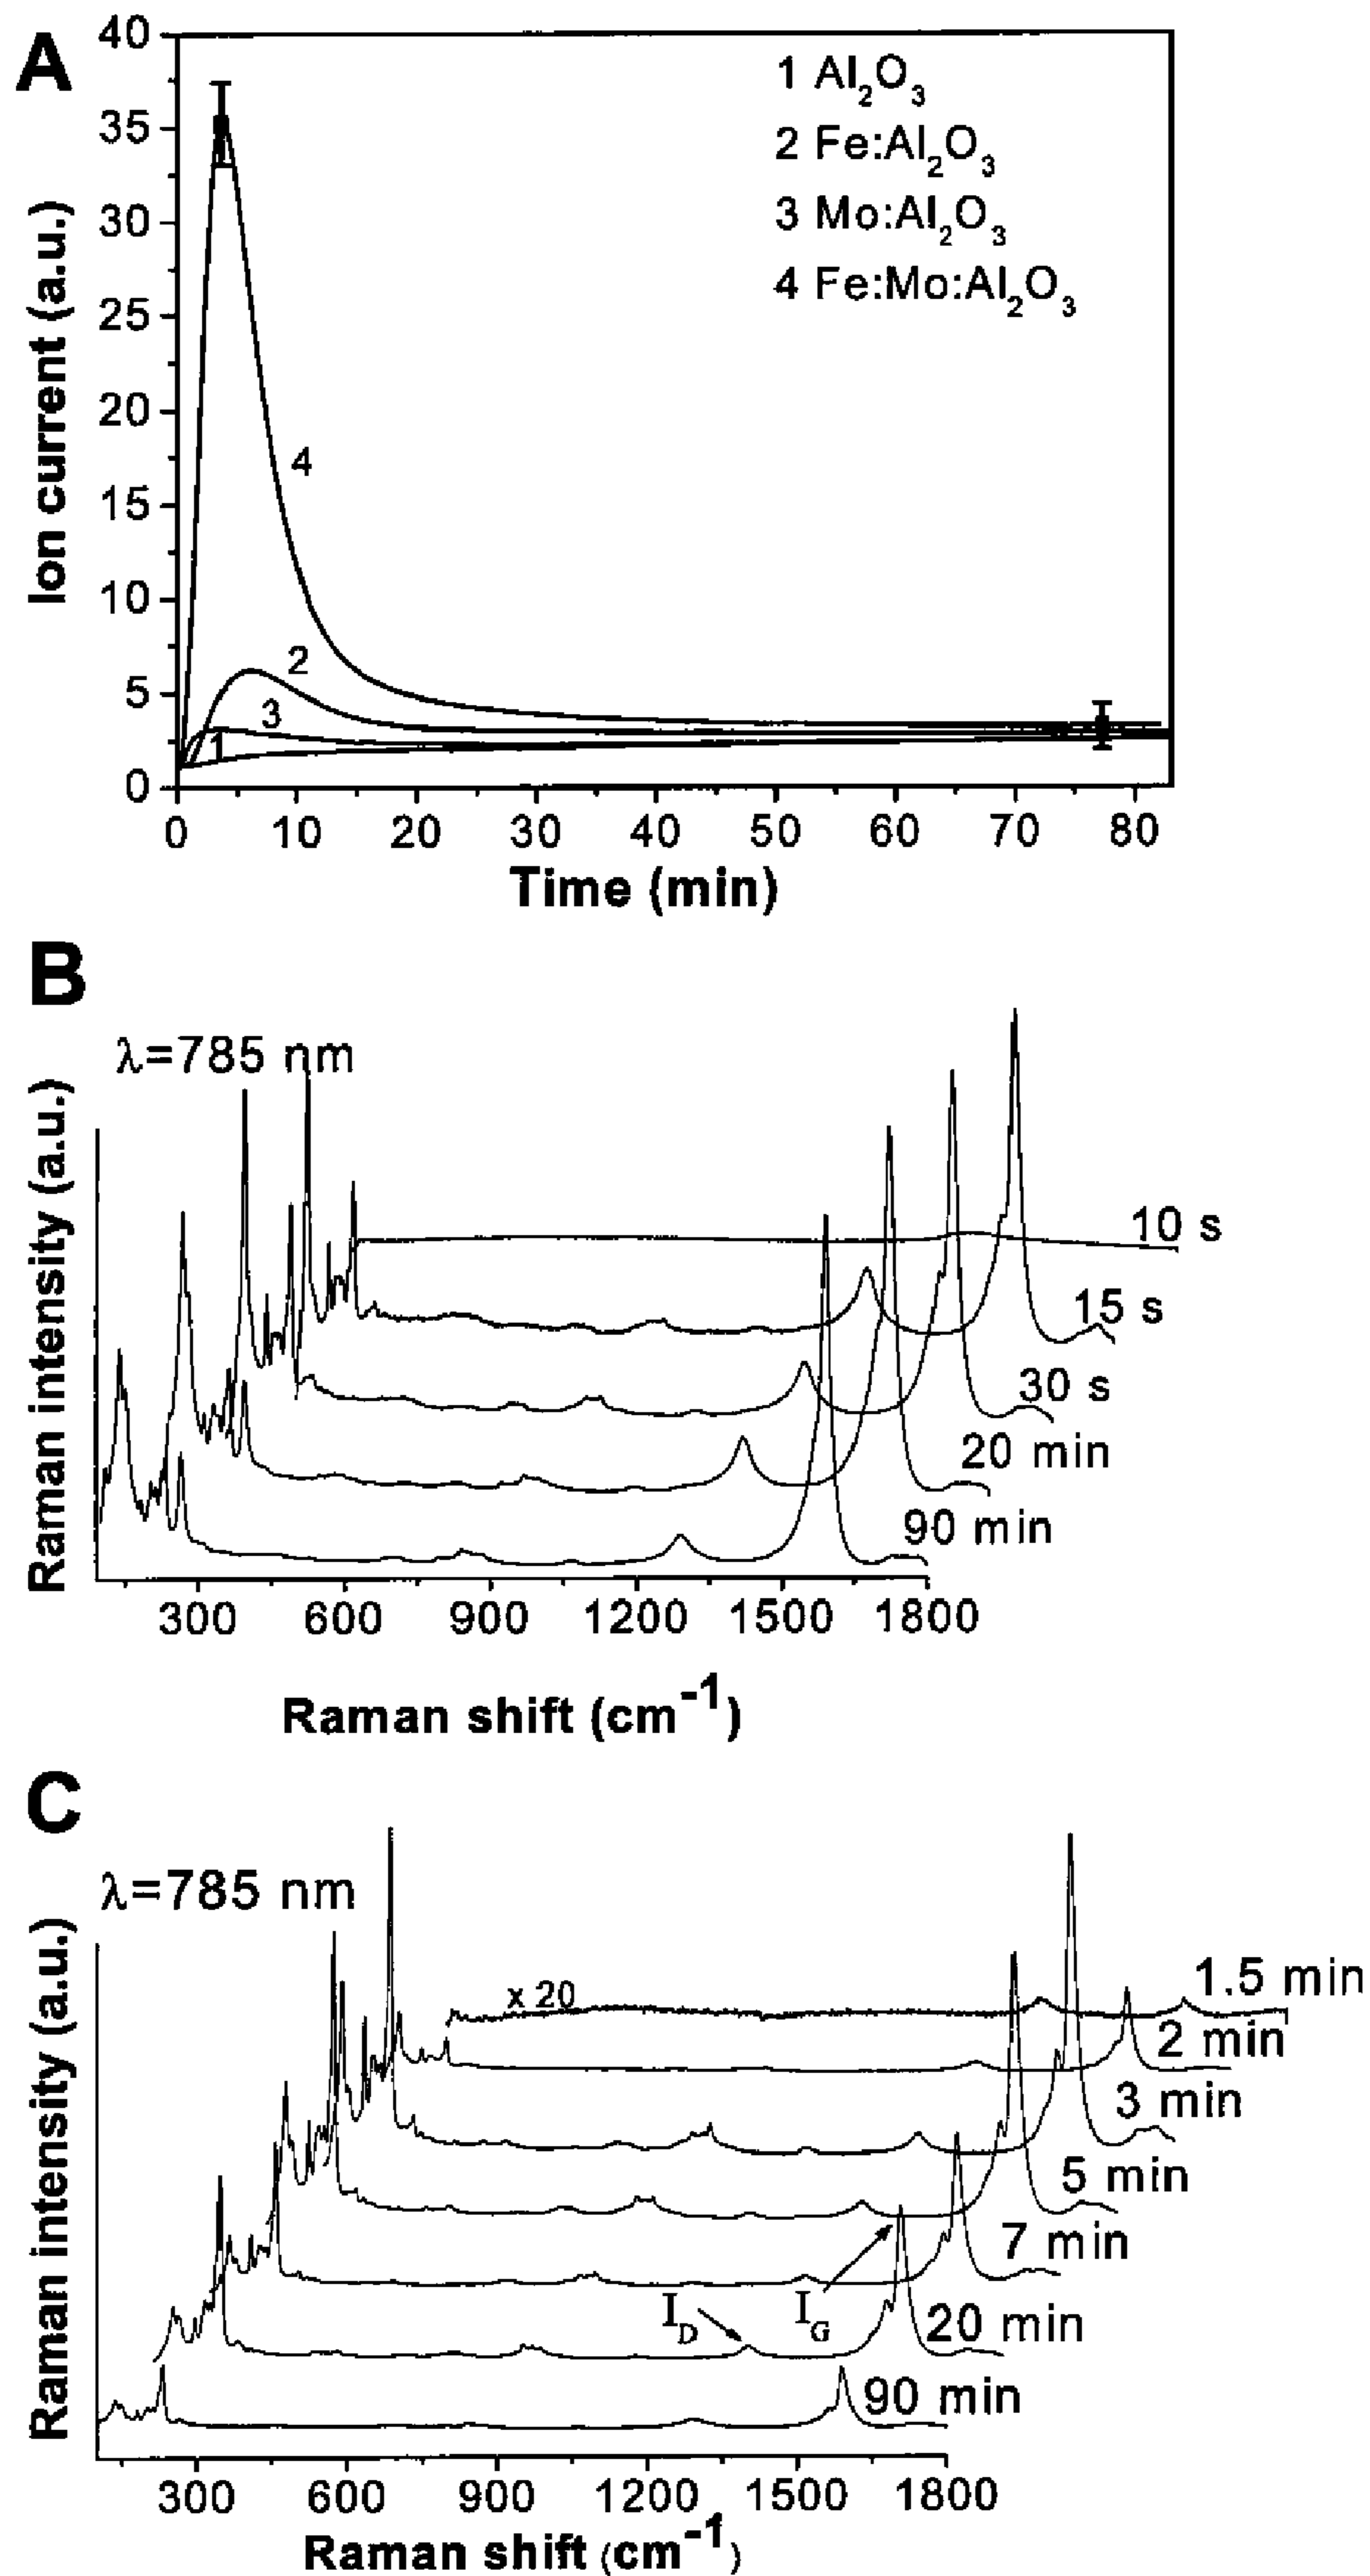 A
Ion current (a.u.)
40
35
30
25
20
15
10
5
0
1 Al₂O₃
2 Fe:Al₂O₃
3 Mo:Al₂O₃
4 Fe:Mo:Al₂O₃
4
2
3
1
0 10 20 30 40 50 60 70 80
Time (min)
B
Raman intensity (a.u.)
λ=785 nm
10 s
15 s
30 s
20 min
90 min
300 600 900 1200 1500 1800
Raman shift (cm⁻¹)
C
Raman intensity (a.u.)
λ=785 nm
x 20
1.5 min
2 min
3 min
5 min
7 min
I_D I_G 20 min
90 min
300 600 900 1200 1500 1800
Raman shift (cm⁻¹)